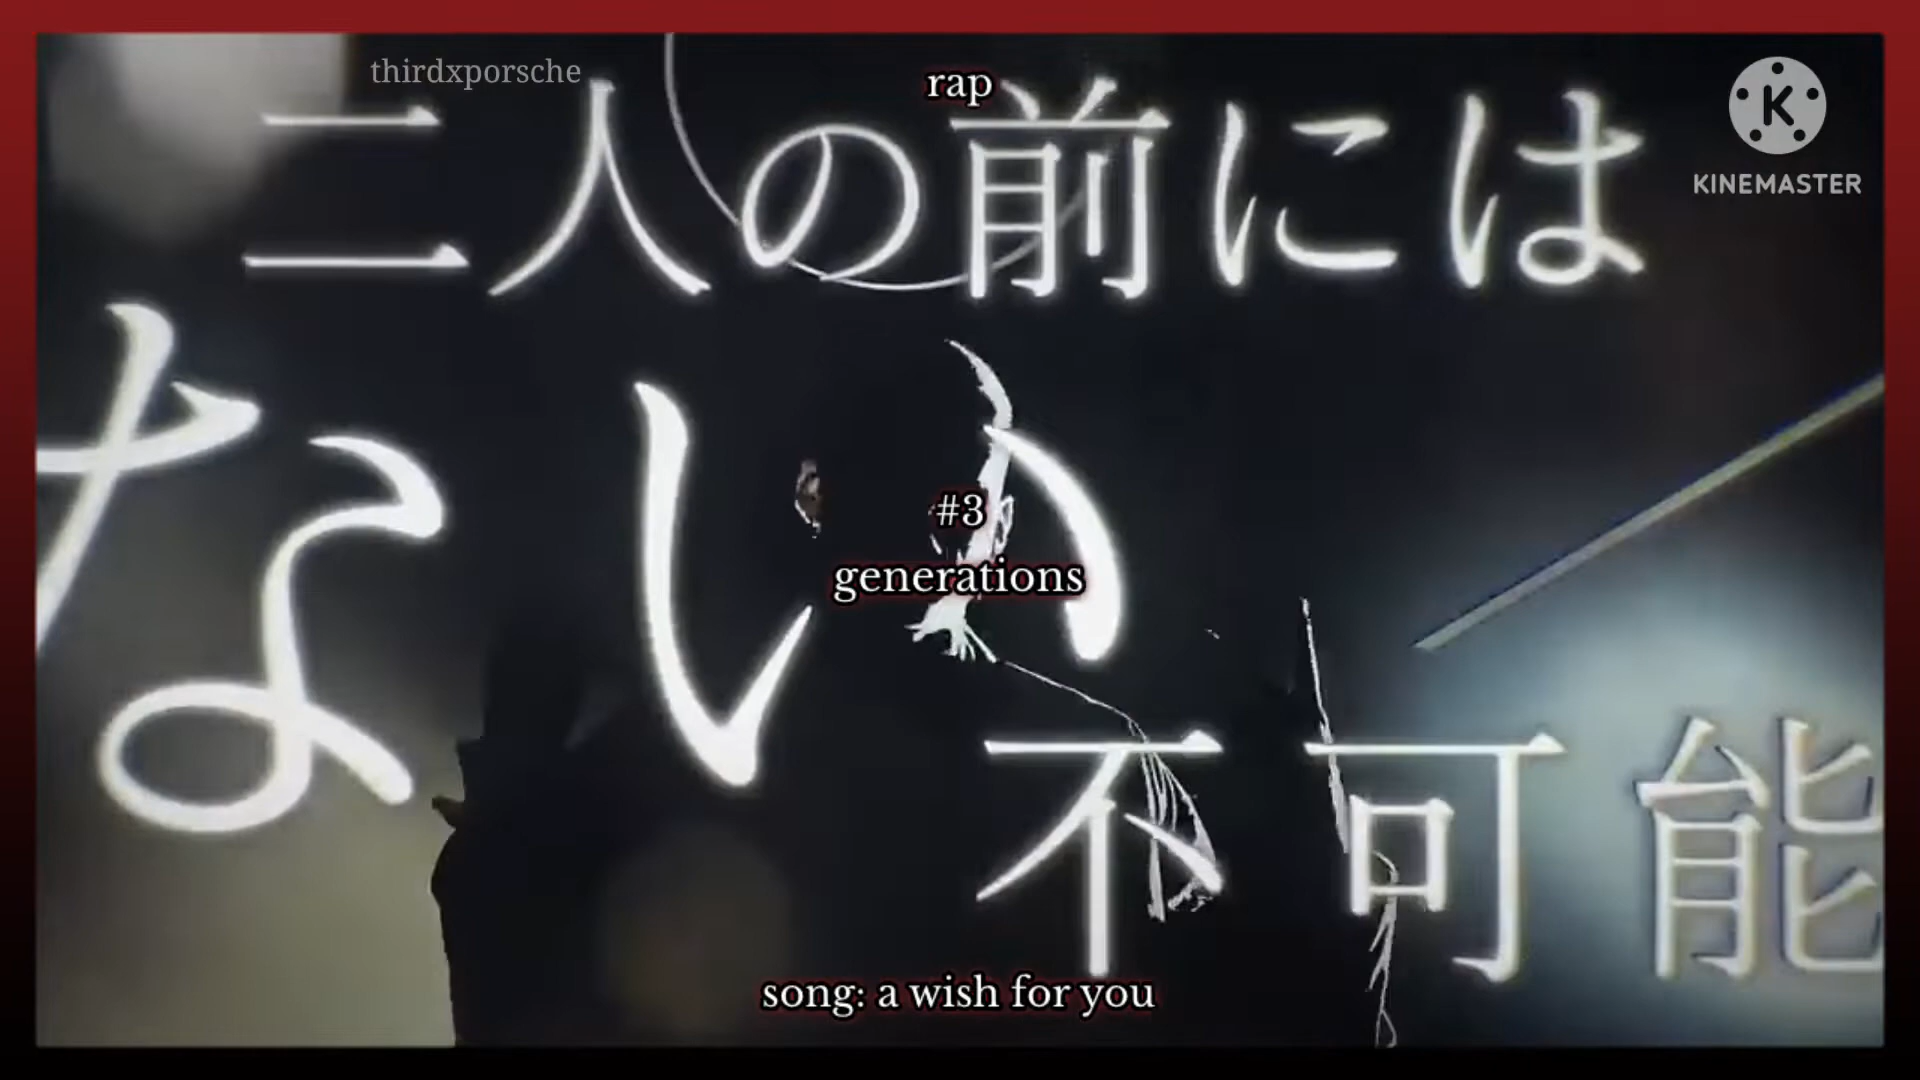 thirdxporsche
rap
二人の前には
KINEMASTER
ない
#3
generations
不可能
song: a wish for you